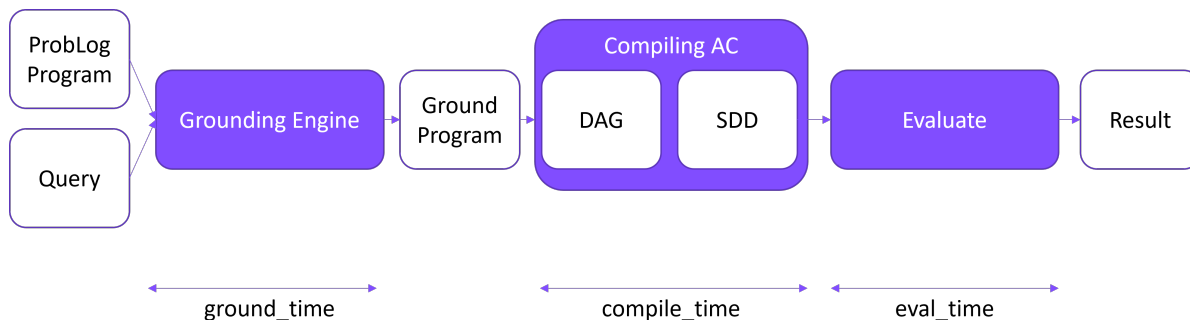 ProbLog
Program
Query
Grounding Engine
Ground
Program
Compiling AC
DAG
SDD
Evaluate
Result
ground_time
compile_time
eval_time